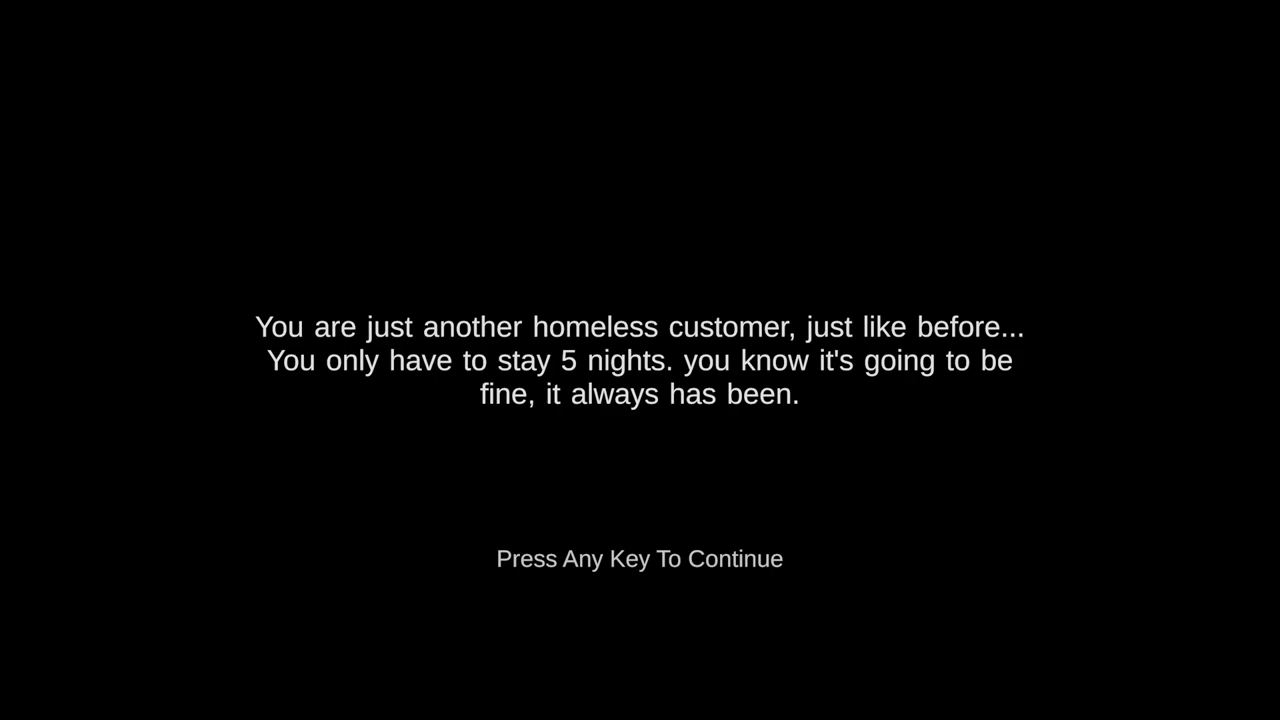 You are just another homeless customer, just like before...
You only have to stay 5 nights. you know it's going to be
fine, it always has been.
Press Any Key To Continue